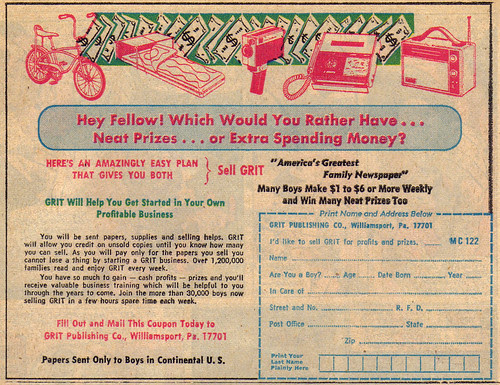 Hey Fellow! Which Would You Rather Have . . .
Neat Prizes . . . or Extra Spending Money?
HERE'S AN AMAZINGLY EASY PLAN
THAT GIVES YOU BOTH
Sell GRIT
"America's Greatest
Family Newspaper"
Many Boys Make $1 to $6 or More Weekly
and Win Many Neat Prizes Too
GRIT Will Help You Get Started in Your Own
Profitable Business
You will be sent papers, supplies and selling helps. GRIT
will allow you credit on unsold copies until you know how many
you can sell. As you will pay only for the papers you sell you
cannot lose a thing by starting a GRIT business. Over 1,200,000
families read and enjoy GRIT every week.
You have so much to gain — cash profits — prizes and you'll
receive valuable business training which will be helpful to you
through the years to come. Join the more than 30,000 boys now
selling GRIT in a few hours spare time each week.
Fill Out and Mail This Coupon Today to
GRIT Publishing Co., Williamsport, Pa. 17701
Papers Sent Only to Boys in Continental U. S.
Print Name and Address Below
GRIT PUBLISHING CO., Williamsport, Pa. 17701
I'd like to sell GRIT for profits and prizes.
MC 122
Name
Are You a Boy? Age Date Born Year
In Care of
Street and No. R. F. D.
Post Office State
Zip
Print Your
Last Name
Plainly Here